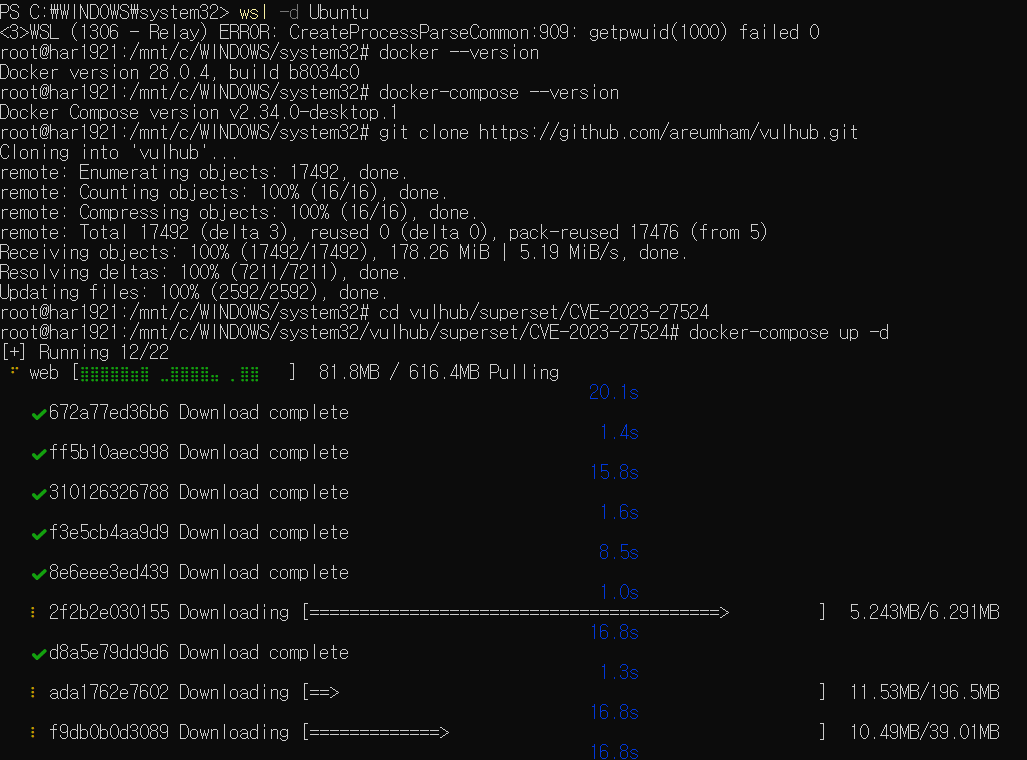 PS C:₩WINDOWS₩system32> wsl -d Ubuntu
<3>WSL (1306 - Relay) ERROR: CreateProcessParseCommon:909: getpwuid(1000) failed 0
root@har1921:/mnt/c/WINDOWS/system32# docker --version
Docker version 28.0.4, build b8034c0
root@har1921:/mnt/c/WINDOWS/system32# docker-compose --version
Docker Compose version v2.34.0-desktop.1
root@har1921:/mnt/c/WINDOWS/system32# git clone https://github.com/areumham/vulhub.git
Cloning into 'vulhub'...
remote: Enumerating objects: 17492, done.
remote: Counting objects: 100% (16/16), done.
remote: Compressing objects: 100% (16/16), done.
remote: Total 17492 (delta 3), reused 0 (delta 0), pack-reused 17476 (from 5)
Receiving objects: 100% (17492/17492), 178.26 MiB | 5.19 MiB/s, done.
Resolving deltas: 100% (7211/7211), done.
Updating files: 100% (2592/2592), done.
root@har1921:/mnt/c/WINDOWS/system32# cd vulhub/superset/CVE-2023-27524
root@har1921:/mnt/c/WINDOWS/system32/vulhub/superset/CVE-2023-27524# docker-compose up -d
[+] Running 12/22
web [⣿⣿⣿⣿⣿⣶⣿ ⣀⣿⣿⣿⣿⣤ ⢀⣿⣿ ] 81.8MB / 616.4MB Pulling
20.1s
✔672a77ed36b6 Download complete
1.4s
✔ff5b10aec998 Download complete
15.8s
✔310126326788 Download complete
1.6s
✔f3e5cb4aa9d9 Download complete
8.5s
✔8e6eee3ed439 Download complete
1.0s
2f2b2e030155 Downloading [=========================================> ] 5.243MB/6.291MB
16.8s
✔d8a5e79dd9d6 Download complete
1.3s
ada1762e7602 Downloading [==> ] 11.53MB/196.5MB
16.8s
f9db0b0d3089 Downloading [=============> ] 10.49MB/39.01MB
16.8s